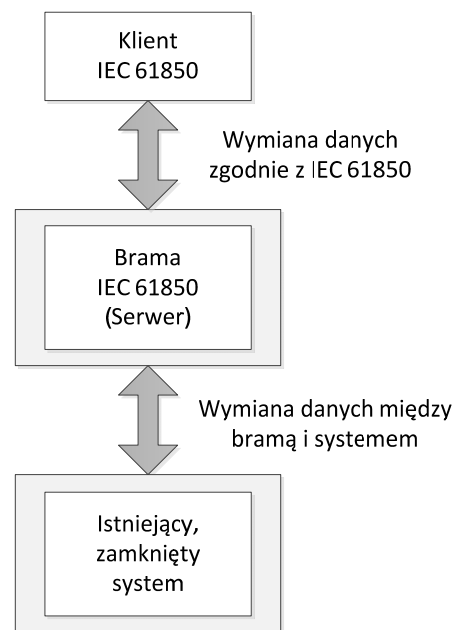 Klient
IEC 61850
Wymiana danych
zgodnie z IEC 61850
Brama
IEC 61850
(Serwer)
Wymiana danych między
bramą i systemem
Istniejący,
zamknięty
system